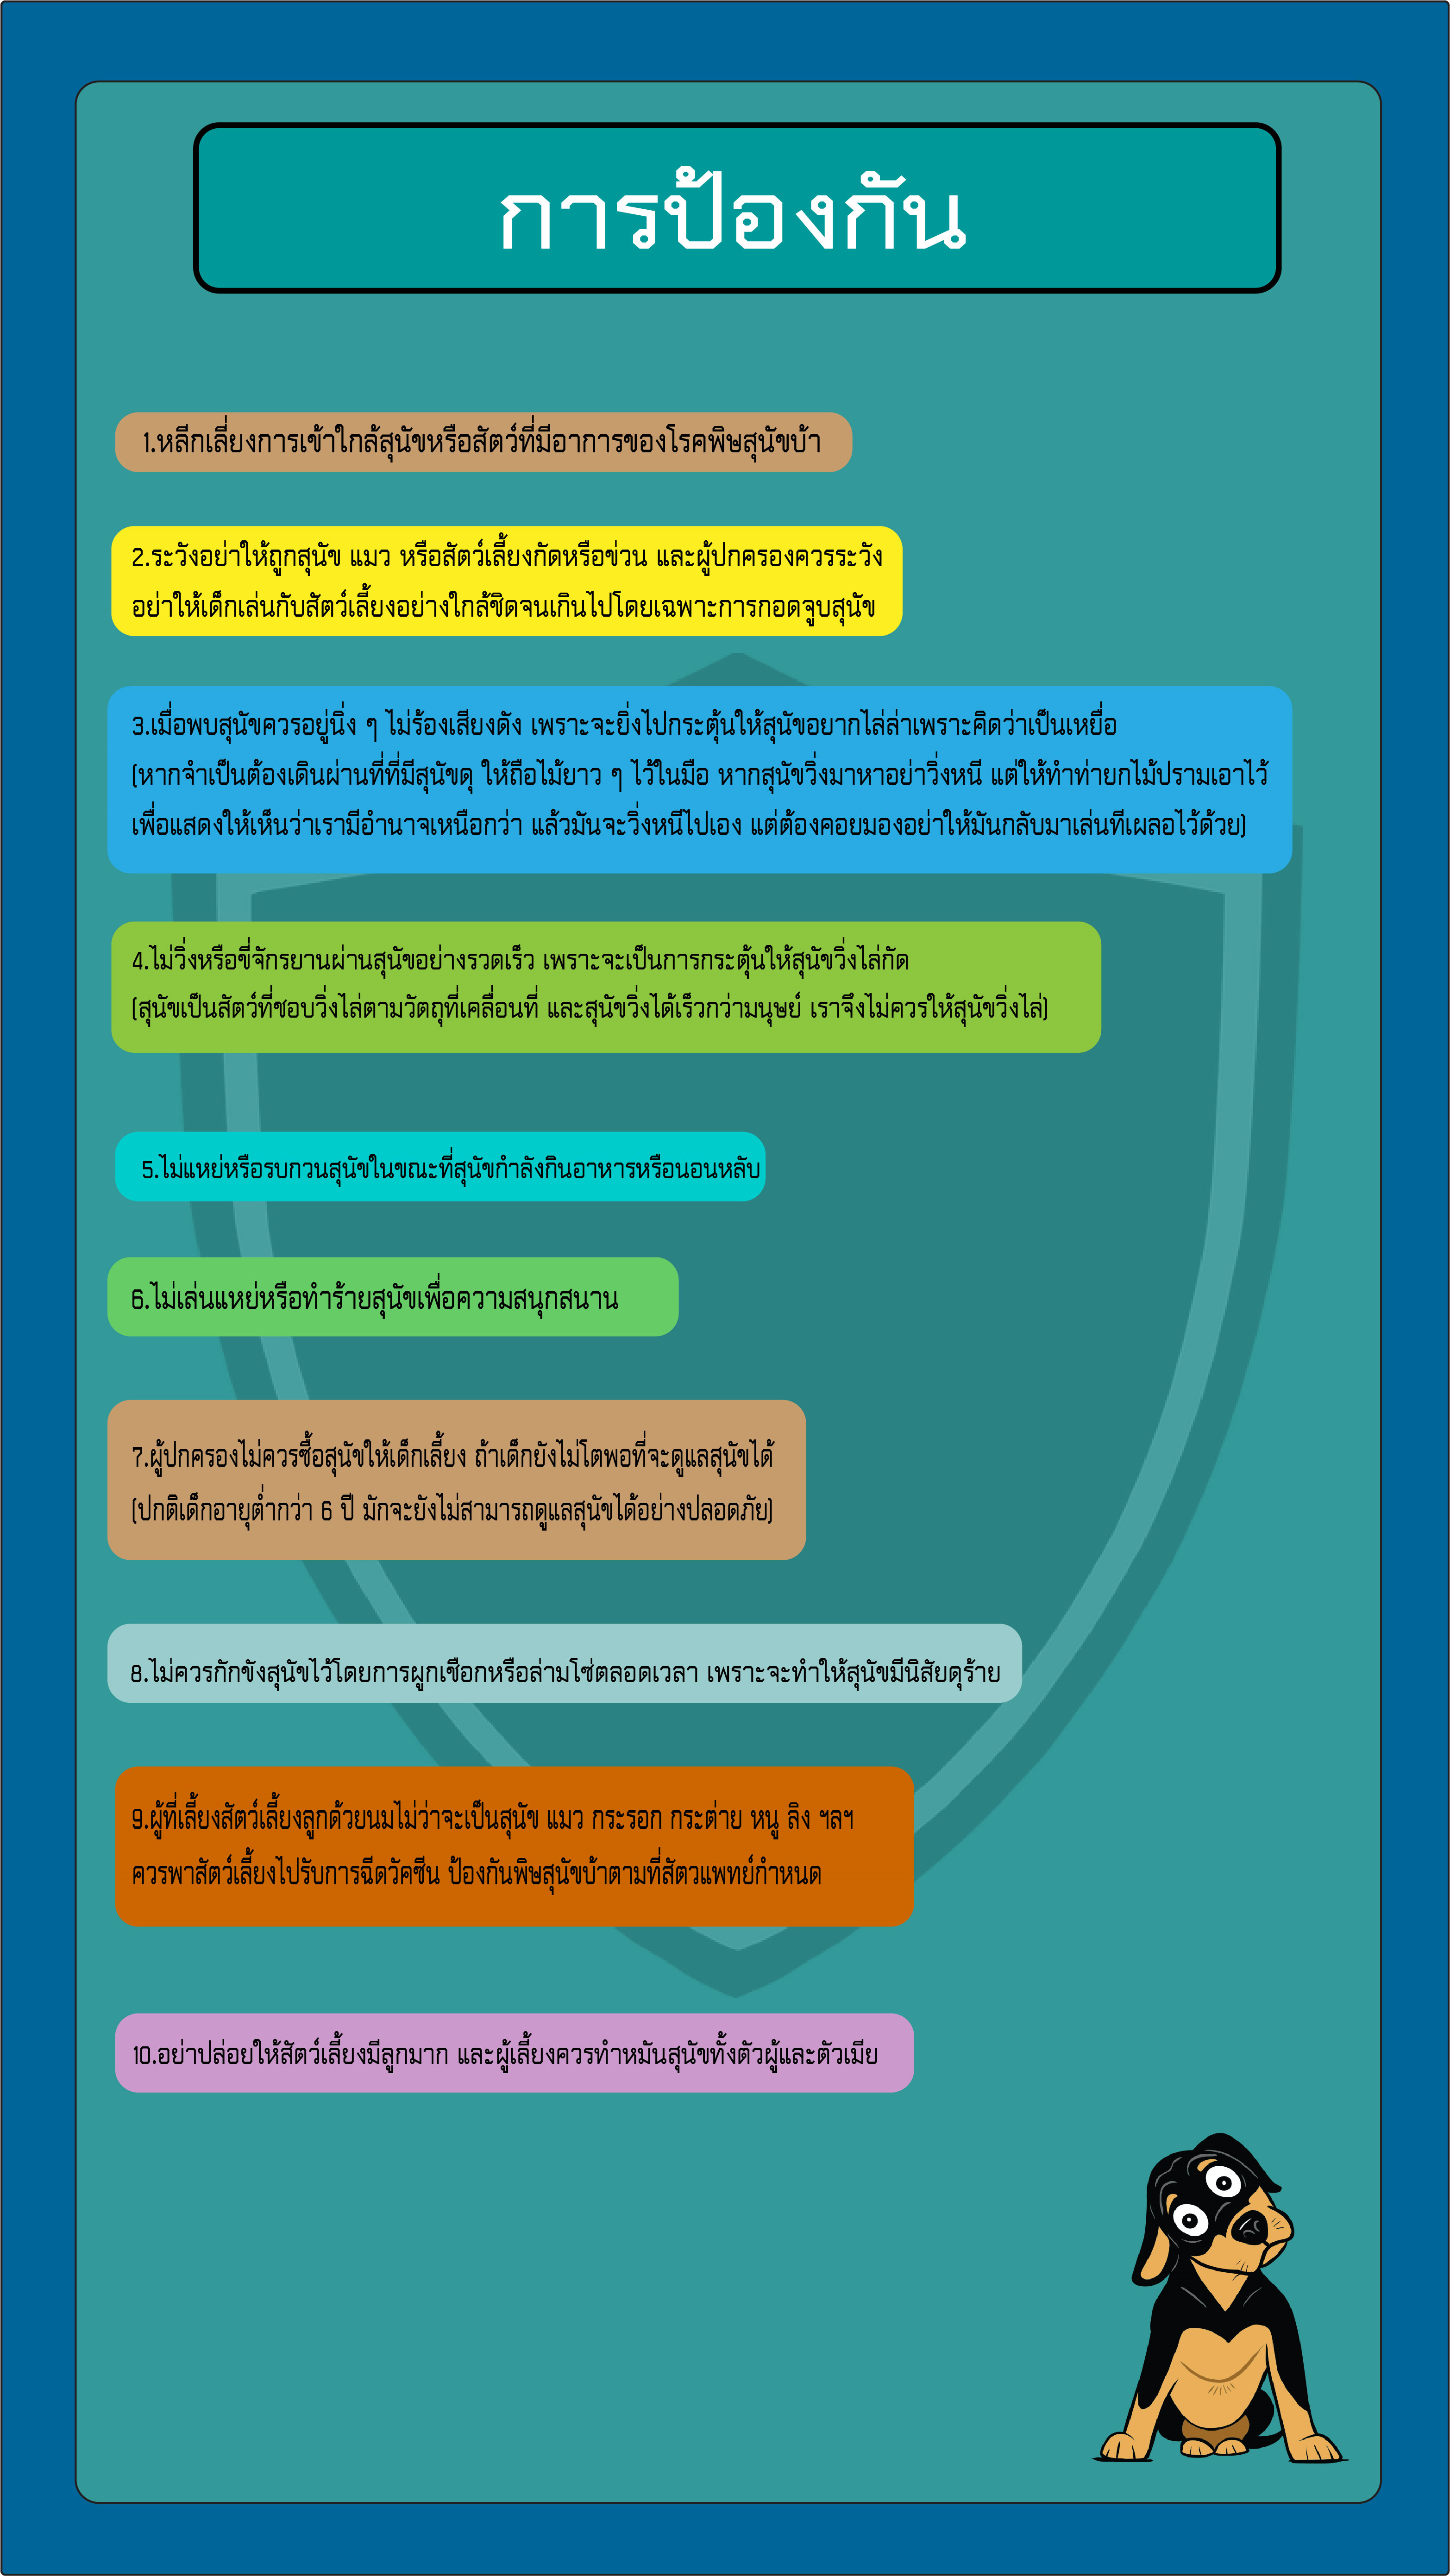 การป้องกัน
1.หลีกเลี่ยงการเข้าใกล้สุนัขหรือสัตว์ที่มีอาการของโรคพิษสุนัขบ้า
2.ระวังอย่าให้ถูกสุนัข แมว หรือสัตว์เลี้ยงกัดหรือข่วน และผู้ปกครองควรระวัง
อย่าให้เด็กเล่นกับสัตว์เลี้ยงอย่างใกล้ชิดจนเกินไปโดยเฉพาะการกอดจูบสุนัข
3.เมื่อพบสุนัขควรอยู่นิ่ง ๆ ไม่ร้องเสียงดัง เพราะจะยิ่งไปกระตุ้นให้สุนัขอยากไล่ล่าเพราะคิดว่าเป็นเหยื่อ
(หากจำเป็นต้องเดินผ่านที่ที่มีสุนัขดุ ให้ถือไม้ยาว ๆ ไว้ในมือ หากสุนัขวิ่งมาหาอย่าวิ่งหนี แต่ให้ทำท่ายกไม้ปรามเอาไว้
เพื่อแสดงให้เห็นว่าเรามีอำนาจเหนือกว่า แล้วมันจะวิ่งหนีไปเอง แต่ต้องคอยมองอย่าให้มันกลับมาเล่นทีเผลอไว้ด้วย)
4.ไม่วิ่งหรือขี่จักรยานผ่านสุนัขอย่างรวดเร็ว เพราะจะเป็นการกระตุ้นให้สุนัขวิ่งไล่กัด
(สุนัขเป็นสัตว์ที่ชอบวิ่งไล่ตามวัตถุที่เคลื่อนที่ และสุนัขวิ่งได้เร็วกว่ามนุษย์ เราจึงไม่ควรให้สุนัขวิ่งไล่)
5.ไม่แหย่หรือรบกวนสุนัขในขณะที่สุนัขกำลังกินอาหารหรือนอนหลับ
6.ไม่เล่นแหย่หรือทำร้ายสุนัขเพื่อความสนุกสนาน
7.ผู้ปกครองไม่ควรซื้อสุนัขให้เด็กเลี้ยง ถ้าเด็กยังไม่โตพอที่จะดูแลสุนัขได้
(ปกติเด็กอายุต่ำกว่า 6 ปี มักจะยังไม่สามารถดูแลสุนัขได้อย่างปลอดภัย)
8.ไม่ควรกักขังสุนัขไว้โดยการผูกเชือกหรือล่ามโซ่ตลอดเวลา เพราะจะทำให้สุนัขมีนิสัยดุร้าย
9.ผู้ที่เลี้ยงสัตว์เลี้ยงลูกด้วยนมไม่ว่าจะเป็นสุนัข แมว กระรอก กระต่าย หนู ลิง ฯลฯ
ควรพาสัตว์เลี้ยงไปรับการฉีดวัคซีน ป้องกันพิษสุนัขบ้าตามที่สัตวแพทย์กำหนด
10.อย่าปล่อยให้สัตว์เลี้ยงมีลูกมาก และผู้เลี้ยงควรทำหมันสุนัขทั้งตัวผู้และตัวเมีย